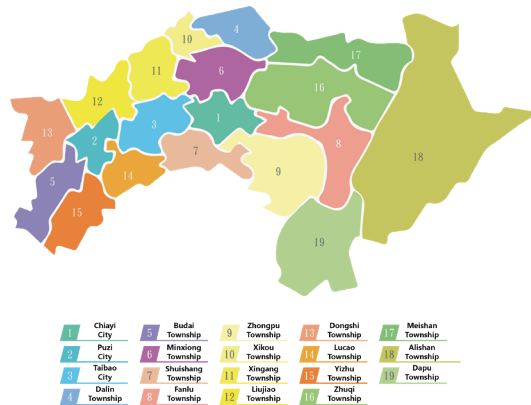 4
10
17
11
6
16
12
1
13
3
2
8
7
9
18
14
5
15
19
1 Chiayi City
5 Budai Township
9 Zhongpu Township
13 Dongshi Township
17 Meishan Township
2 Puzi City
6 Minxiong Township
10 Xikou Township
14 Lucao Township
18 Alishan Township
3 Taibao City
7 Shuishang Township
11 Xingang Township
15 Yizhu Township
19 Dapu Township
4 Dalin Township
8 Fanlu Township
12 Liujiao Township
16 Zhuqi Township